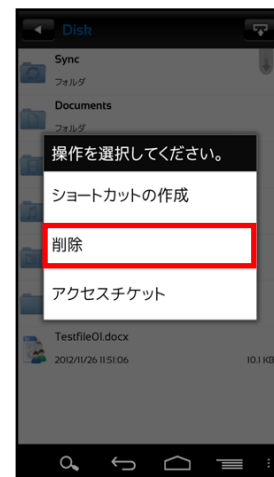 Disk
Sync
フォルダ
Documents
フォルダ
操作を選択してください。
ショートカットの作成
削除
アクセスチケット
Testfile01.docx
2012/11/26 11:51:06
10.1 KB